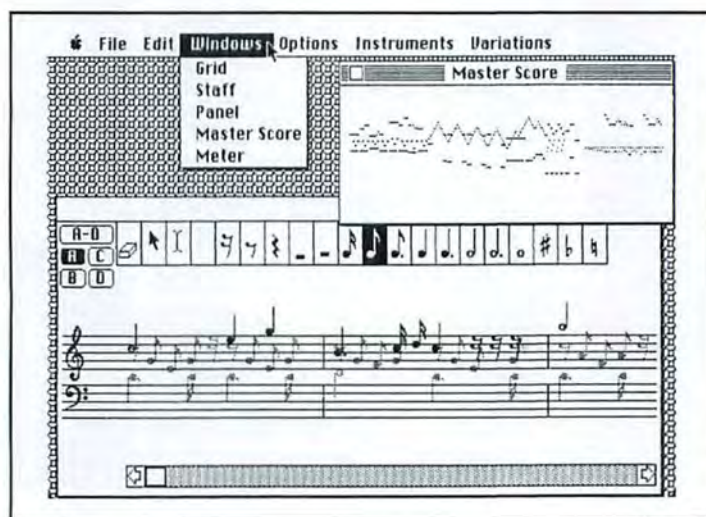 File Edit Windows Options Instruments Variations
Grid
Staff
Panel
Master Score
Meter
Master Score
A-D
A C
B D